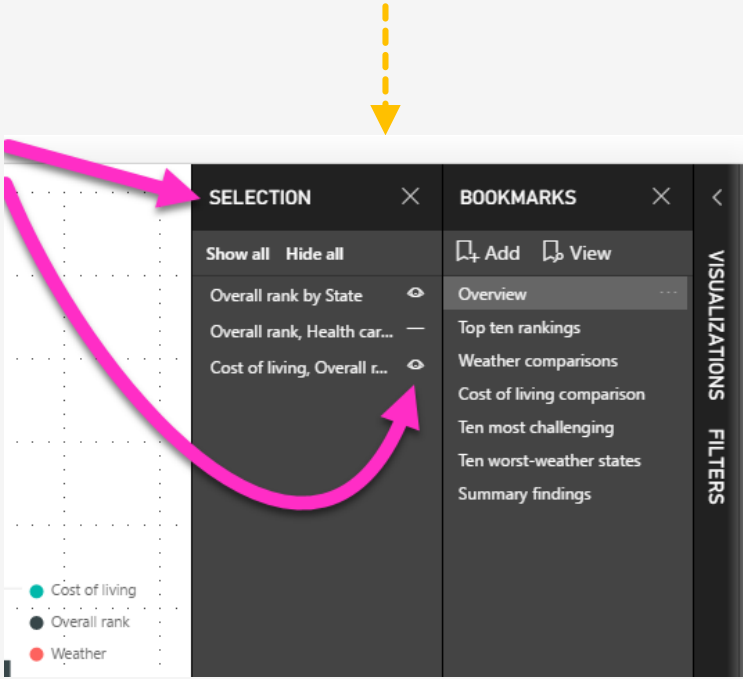 SELECTION
Show all Hide all
Overall rank by State
Overall rank, Health car...
Cost of living, Overall r...
BOOKMARKS
Add View
Overview
Top ten rankings
Weather comparisons
Cost of living comparison
Ten most challenging
Ten worst-weather states
Summary findings
VISUALIZATIONS
FILTERS
Cost of living
Overall rank
Weather